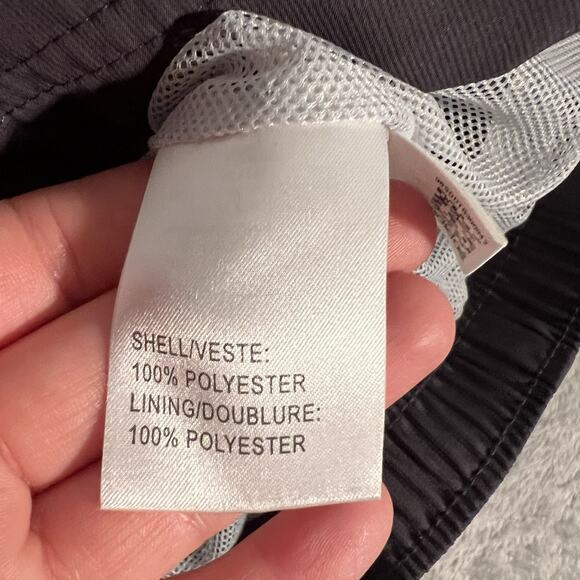 SHELL/VESTE:
100% POLYESTER
LINING/DOUBLURE:
100% POLYESTER